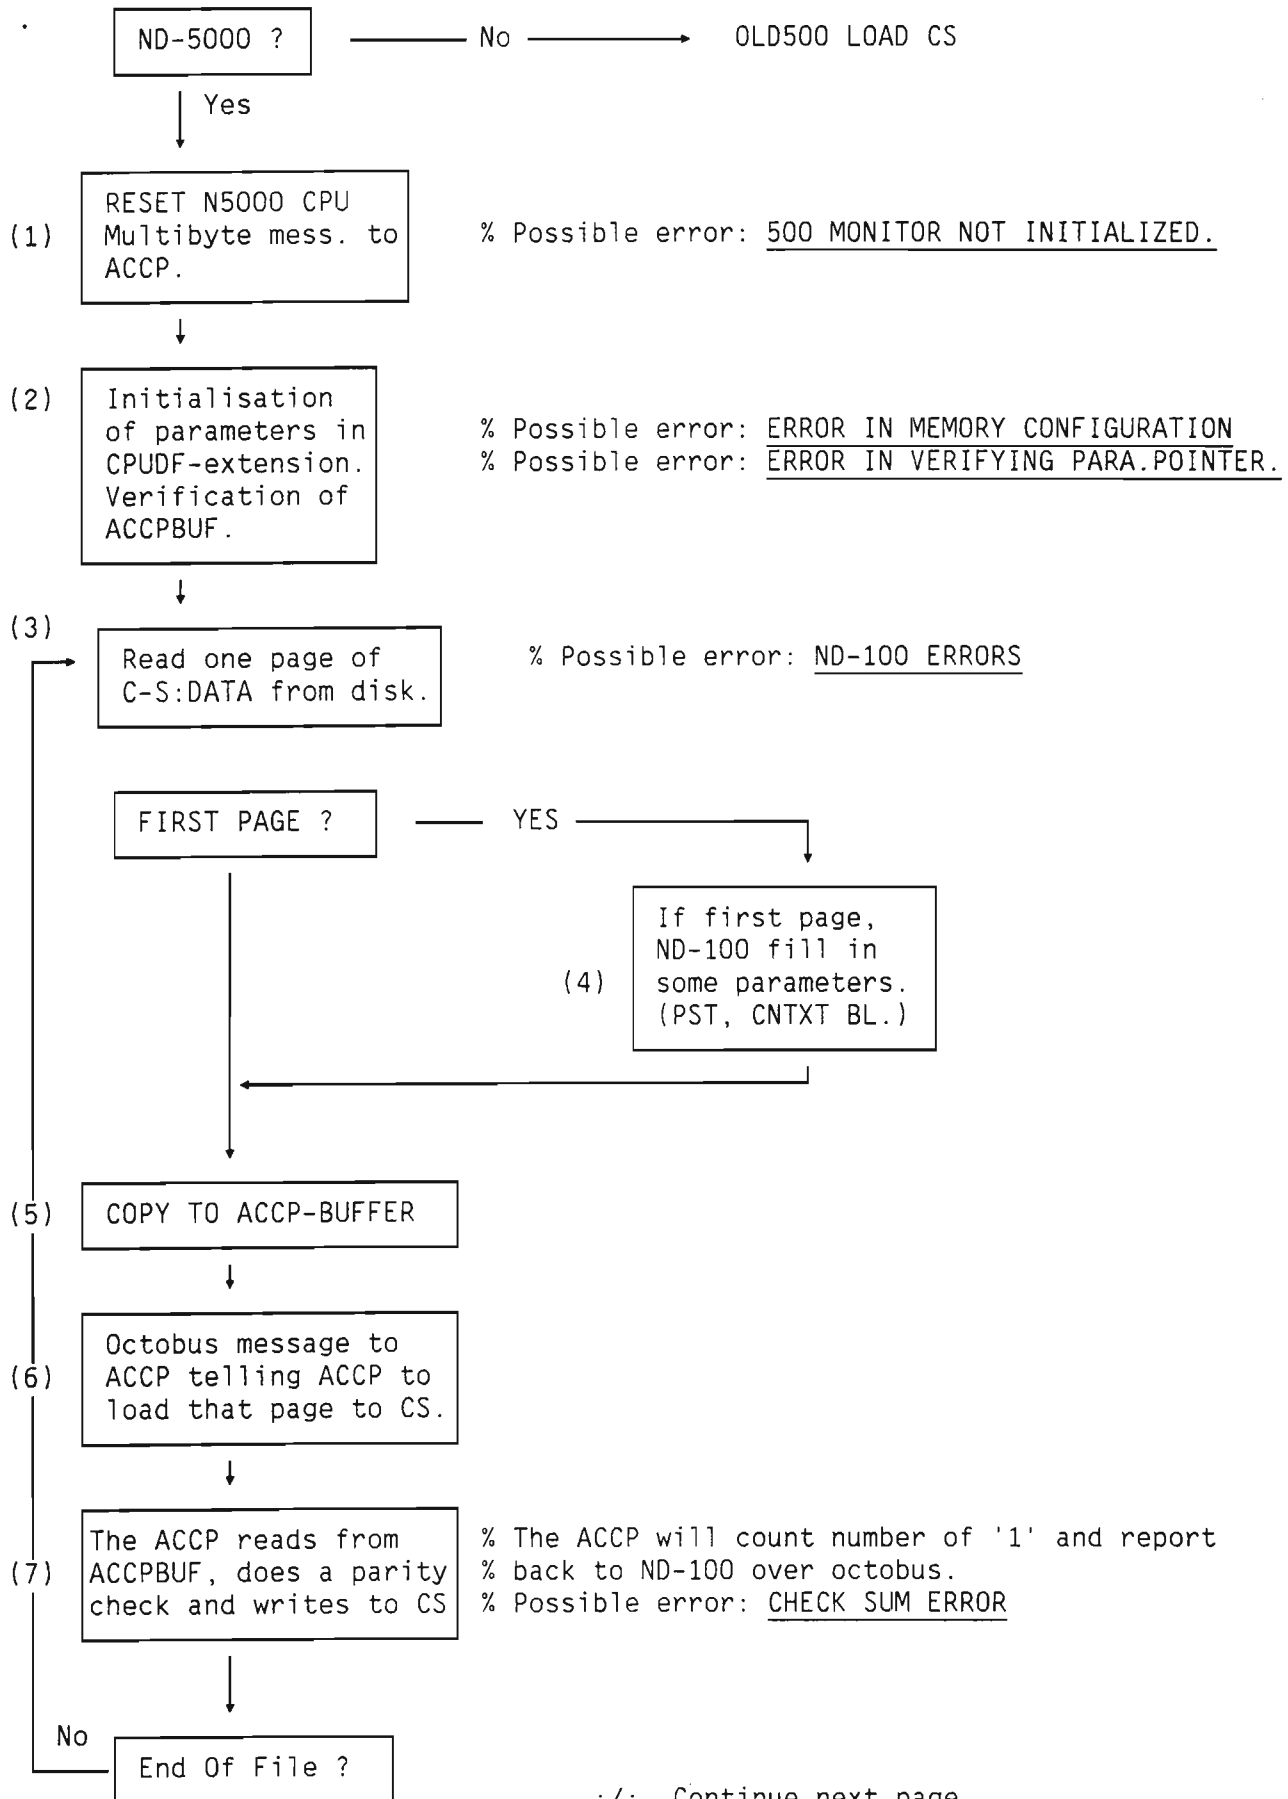 ND-5000 ?
No
OLD500 LOAD CS
Yes
(1)
RESET N5000 CPU
Multibyte mess. to
ACCP.
% Possible error: 500 MONITOR NOT INITIALIZED.
(2)
Initialisation
of parameters in
CPUDF-extension.
Verification of
ACCPBUF.
% Possible error: ERROR IN MEMORY CONFIGURATION
% Possible error: ERROR IN VERIFYING PARA.POINTER.
(3)
Read one page of
C-S:DATA from disk.
% Possible error: ND-100 ERRORS
FIRST PAGE ?
YES
(4)
If first page,
ND-100 fill in
some parameters.
(PST, CNTXT BL.)
(5)
COPY TO ACCP-BUFFER
(6)
Octobus message to
ACCP telling ACCP to
load that page to CS.
(7)
The ACCP reads from
ACCPBUF, does a parity
check and writes to CS
% The ACCP will count number of '1' and report
% back to ND-100 over octobus.
% Possible error: CHECK SUM ERROR
No
End Of File ?
./. Continue next page